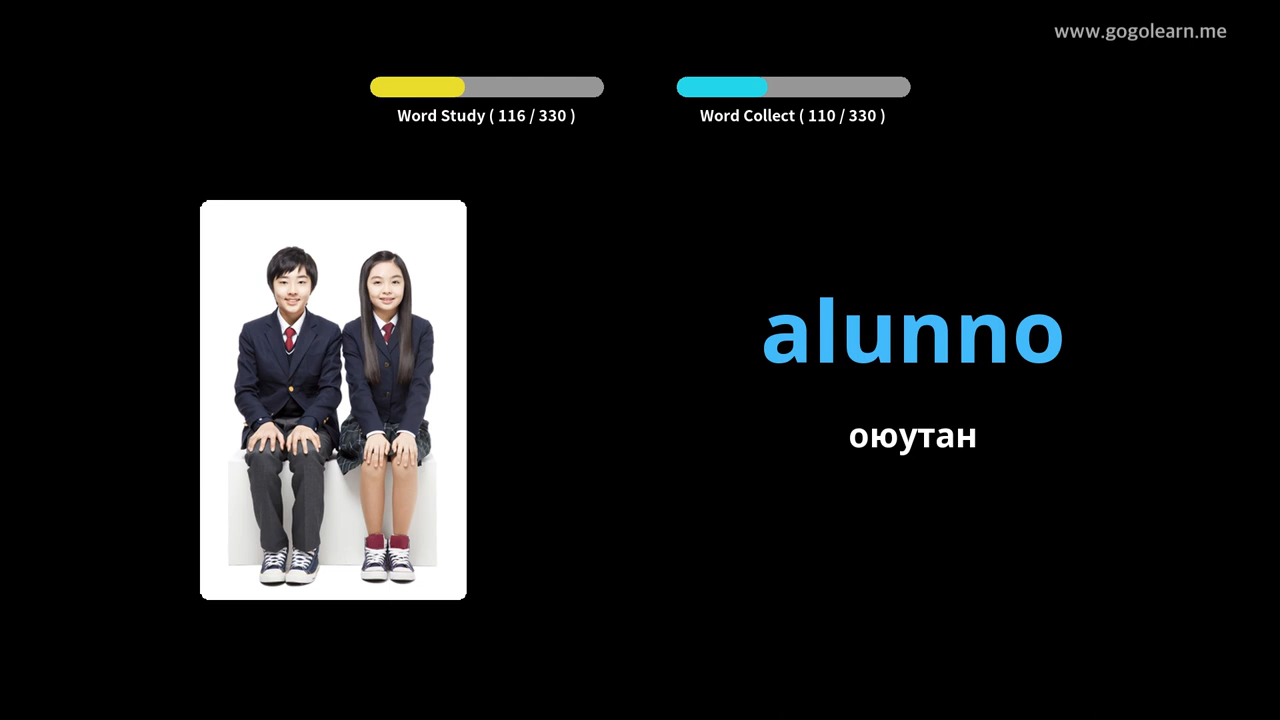 www.gogolearn.me
Word Study ( 116 / 330 )
Word Collect ( 110 / 330 )
alunno
оюутан